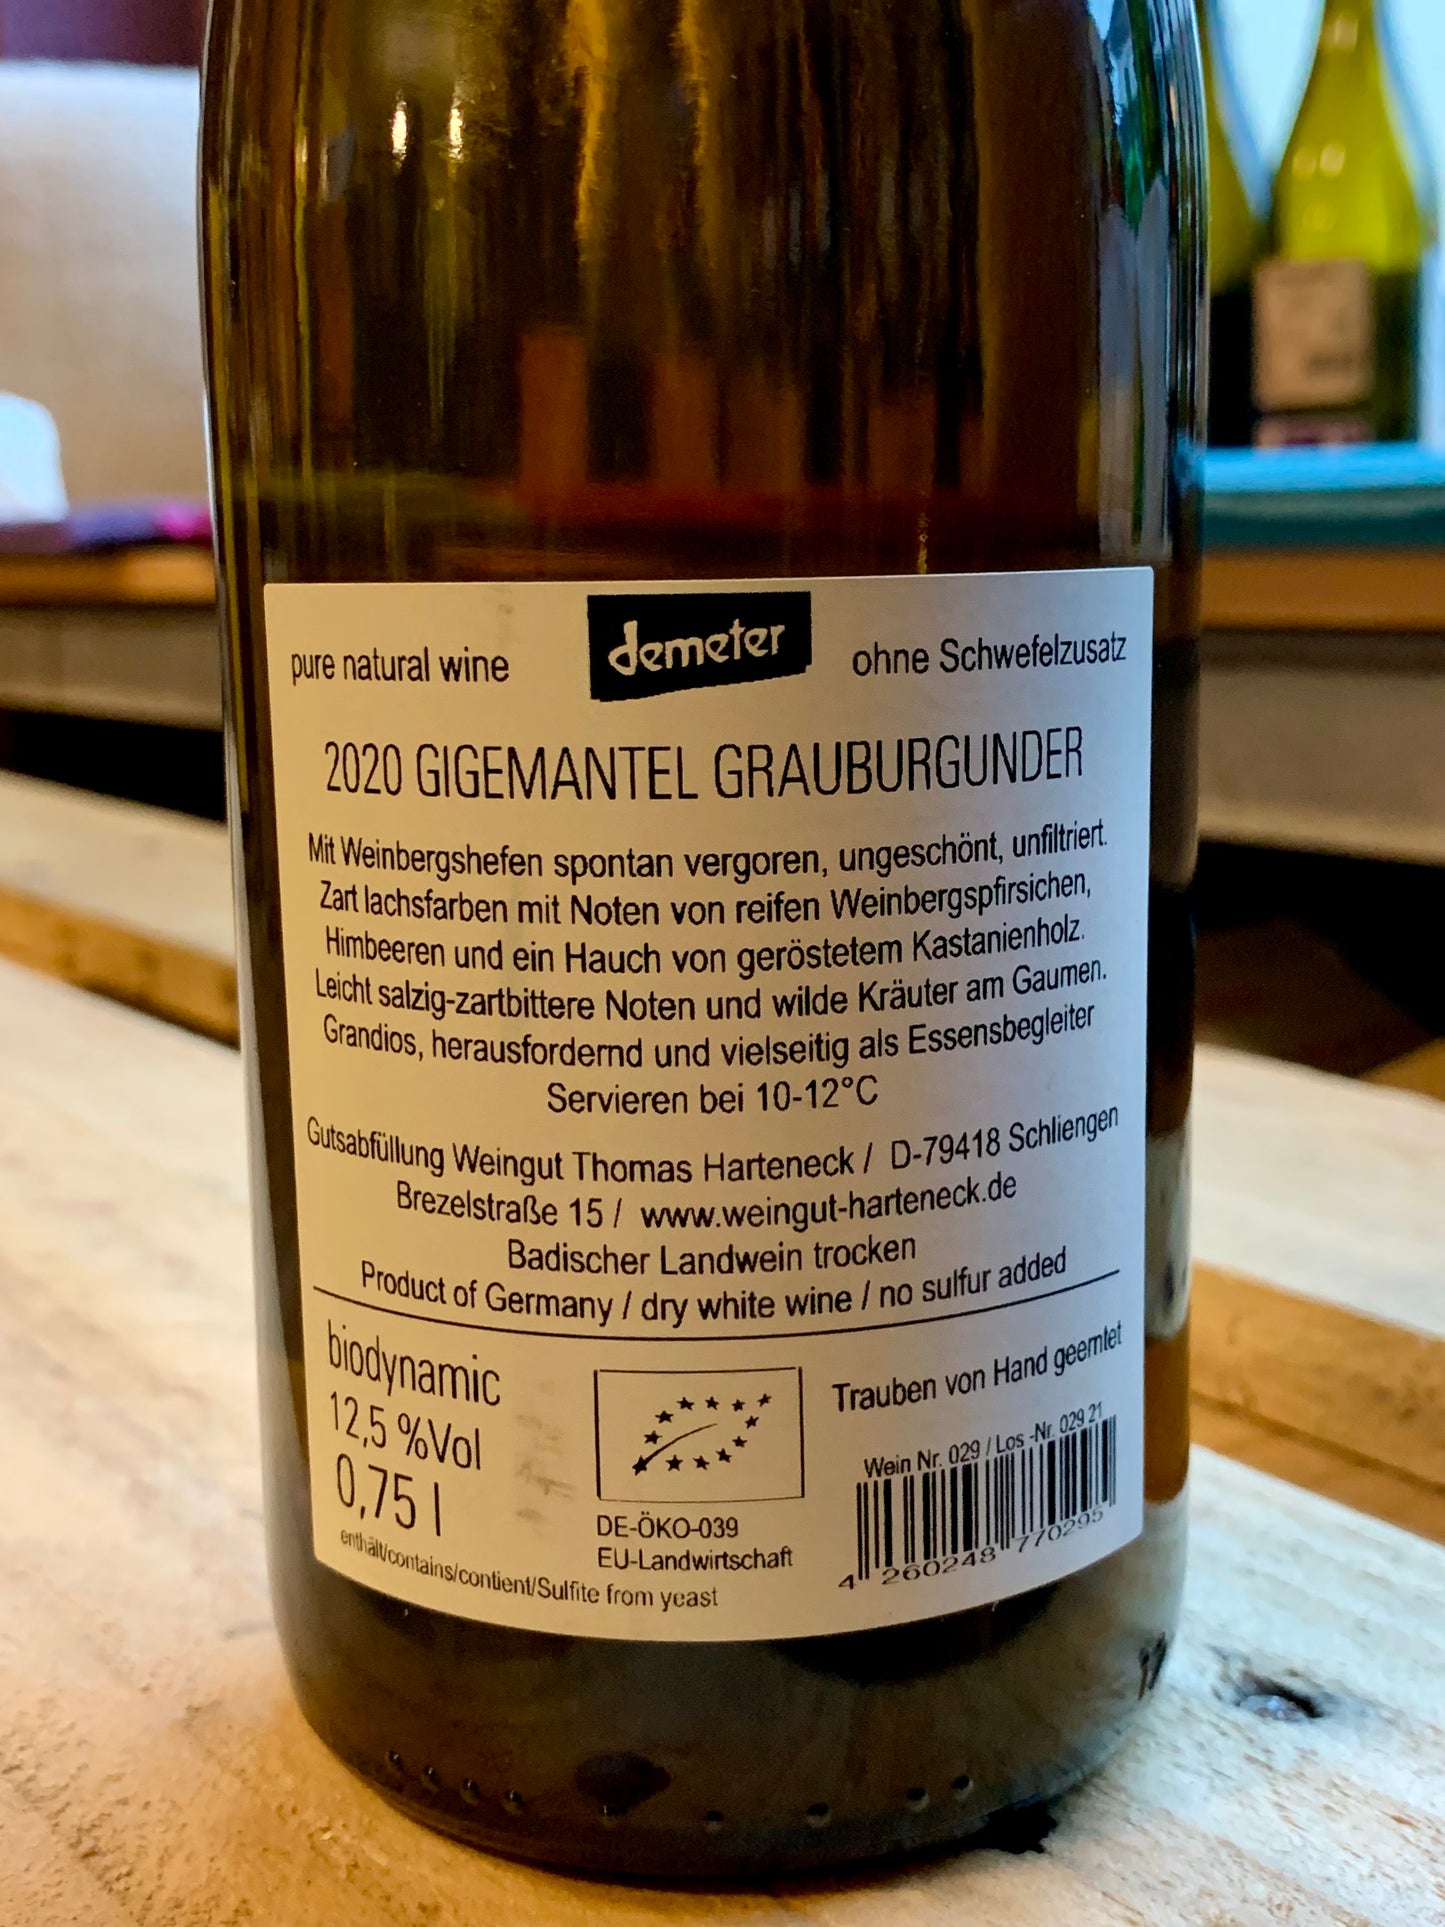 pure natural wine
demeter
ohne Schwefelzusatz
2020 GIGEMANTEL GRAUBURGUNDER
Mit Weinbergshefen spontan vergoren, ungeschönt, unfiltriert.
Zart lachsfarben mit Noten von reifen Weinbergspfirsichen,
Himbeeren und ein Hauch von geröstetem Kastanienholz.
Leicht salzig-zartbittere Noten und wilde Kräuter am Gaumen.
Grandios, herausfordernd und vielseitig als Essensbegleiter
Servieren bei 10-12°C
Gutsabfüllung Weingut Thomas Harteneck / D-79418 Schliengen
Brezelstraße 15 / www.weingut-harteneck.de
Badischer Landwein trocken
Product of Germany / dry white wine / no sulfur added
biodynamic
12,5 %Vol
0,75 l
enthält/contains/contient/Sulfite from yeast
DE-ÖKO-039
EU-Landwirtschaft
Trauben von Hand geerntet
Wein Nr. 029 / Los -Nr. 029 21
4 260248 770295